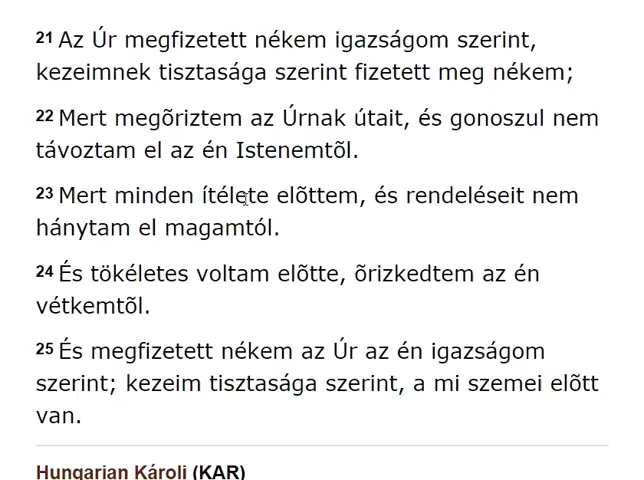 21 Az Úr megfizetett nékem igazságom szerint,
kezeimnek tisztasága szerint fizetett meg nékem;
22 Mert megõriztem az Úrnak útait, és gonoszul nem
távoztam el az én Istenemtõl.
23 Mert minden ítélete elõttem, és rendeléseit nem
hánytam el magamtól.
24 És tökéletes voltam elõtte, õrizkedtem az én
vétkemtõl.
25 És megfizetett nékem az Úr az én igazságom
szerint; kezeim tisztasága szerint, a mi szemei elõtt
van.
Hungarian Károli (KAR)